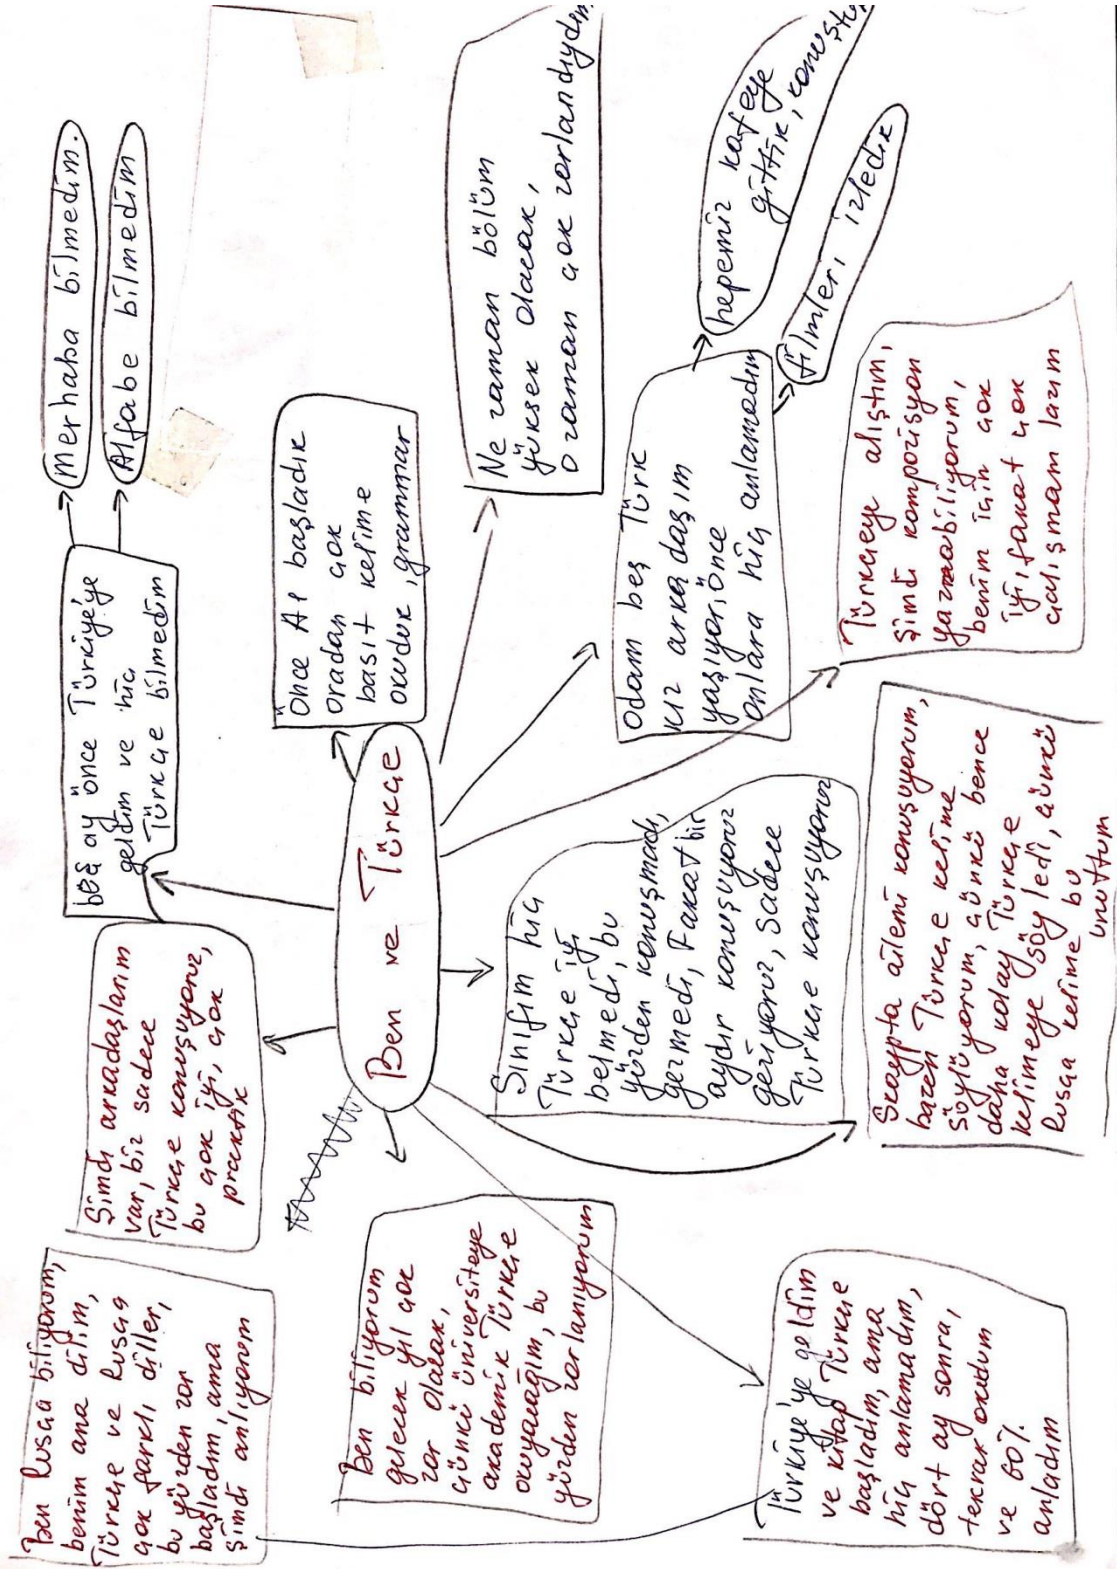 Ben Rusça biliyorum,
benim ana dilim,
Türkçe ve Rusça
çok farklı diller,
bu yüzden zor
başladım, ama
şimdi anlıyorum
Şimdi arkadaşlarım
var, biz sadece
Türkçe konuşuyoruz,
bu çok iyi, çok
praktik
beş ay önce Türkiye'ye
geldim ve hiç
Türkçe bilmedim
Merhaba bilmedim.
Alfabe bilmedim
Ben ve Türkçe
Önce A1 başladık
oradan çok
basit kelime
okuduk, grammar
Ne zaman bölüm
yüksek olacak,
o zaman çok zorlandıydım
Odam beş Türk
kız arkadaşım
yaşıyor, önce
onlara hiç anlamadım
hepimiz kafeye
gittik, konuştu
filmleri izledik
Türkçeye alıştım,
şimdi kompozisyon
yazabiliyorum,
benim için çok
iyi, fakat çok
çalışmam lazım
Sınıfım hiç
Türkçe iyi
belmedi, bu
yüzden konuşmadı,
gezmedi, Fakat bir
aydır konuşuyoruz
geziyoruz, sadece
Türkçe konuşuyoruz
Skaypta ailemi konuşuyorum,
bazen Türkçe kelime
söylüyorum, çünkü bence
daha kolay Türkçe
kelimeye söyledi, çünkü
Rusça kelime bu
unuttum
Ben biliyorum
gelecek yıl çok
zor olacak,
çünkü üniversiteye
akademik Türkçe
okuyacağım, bu
yüzden zorlanıyorum
Türkiye'ye geldim
ve kitap Türkçe
başladım, ama
hiç anlamadım,
dört ay sonra,
tekrar okudum
ve 60%
anladım